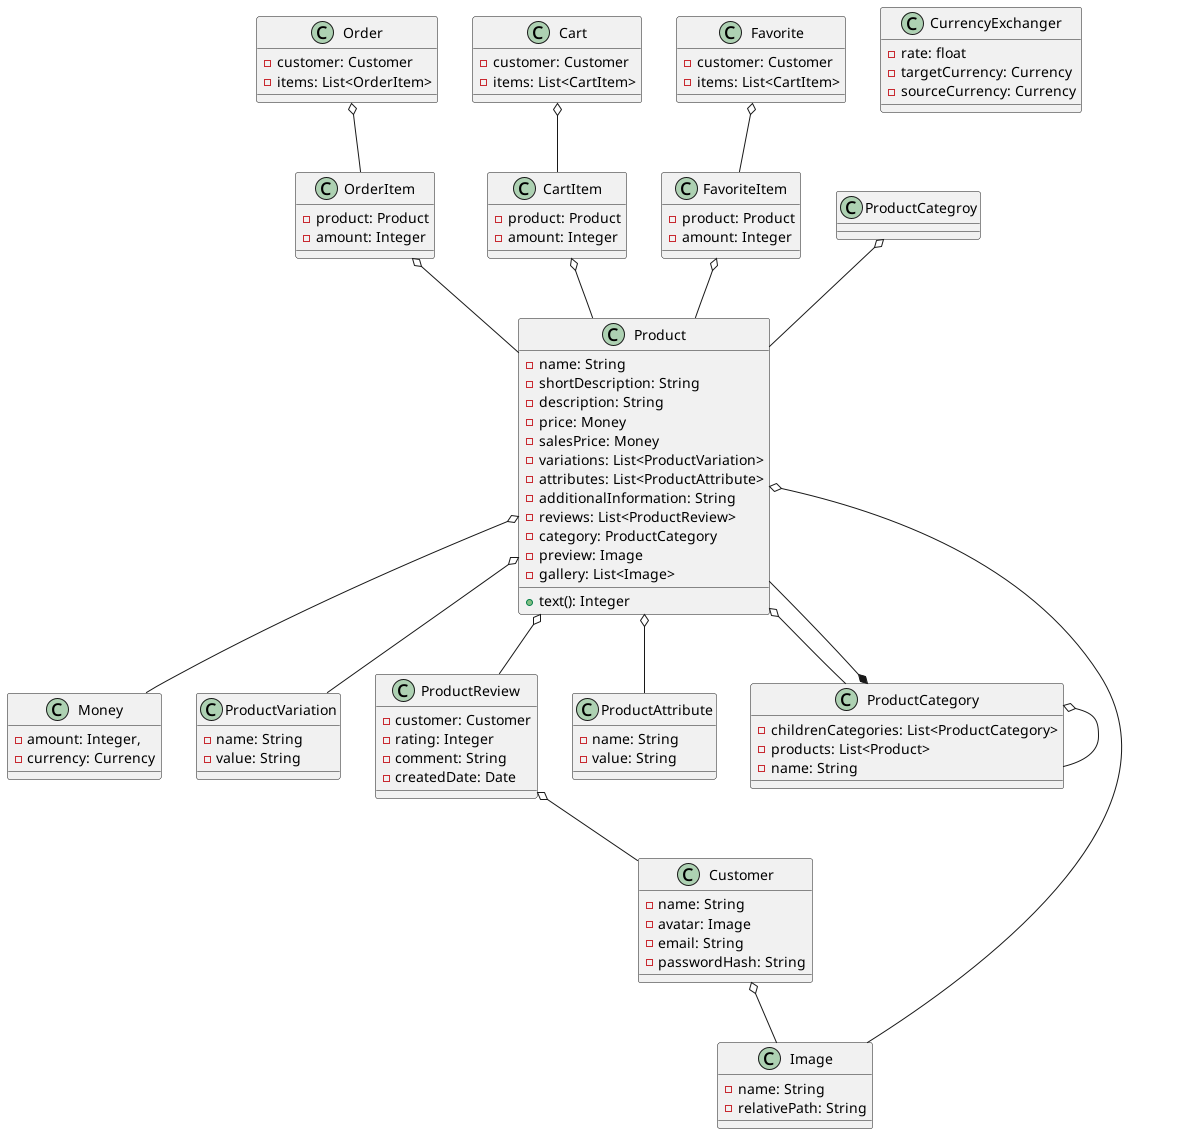 C Order
customer: Customer
items: List<OrderItem>
C Cart
customer: Customer
items: List<CartItem>
C Favorite
customer: Customer
items: List<CartItem>
C CurrencyExchanger
rate: float
targetCurrency: Currency
sourceCurrency: Currency
C OrderItem
product: Product
amount: Integer
C CartItem
product: Product
amount: Integer
C FavoriteItem
product: Product
amount: Integer
C ProductCategroy
C Product
name: String
shortDescription: String
description: String
price: Money
salesPrice: Money
variations: List<ProductVariation>
attributes: List<ProductAttribute>
additionalInformation: String
reviews: List<ProductReview>
category: ProductCategory
preview: Image
gallery: List<Image>
text(): Integer
C Money
amount: Integer,
currency: Currency
C ProductVariation
name: String
value: String
C ProductReview
customer: Customer
rating: Integer
comment: String
createdDate: Date
C ProductAttribute
name: String
value: String
C ProductCategory
childrenCategories: List<ProductCategory>
products: List<Product>
name: String
C Customer
name: String
avatar: Image
email: String
passwordHash: String
C Image
name: String
relativePath: String